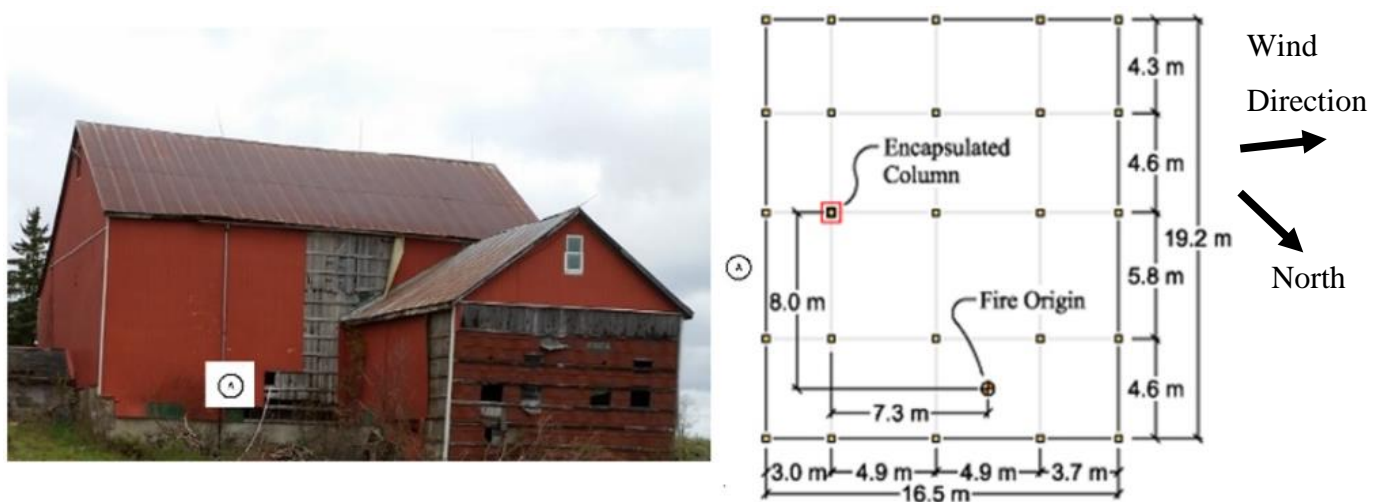 A
4.3 m
Encapsulated
Column
4.6 m
A
8.0 m
19.2 m
5.8 m
Fire Origin
4.6 m
7.3 m
3.0 m 4.9 m 4.9 m 3.7 m
16.5 m
Wind
Direction
North